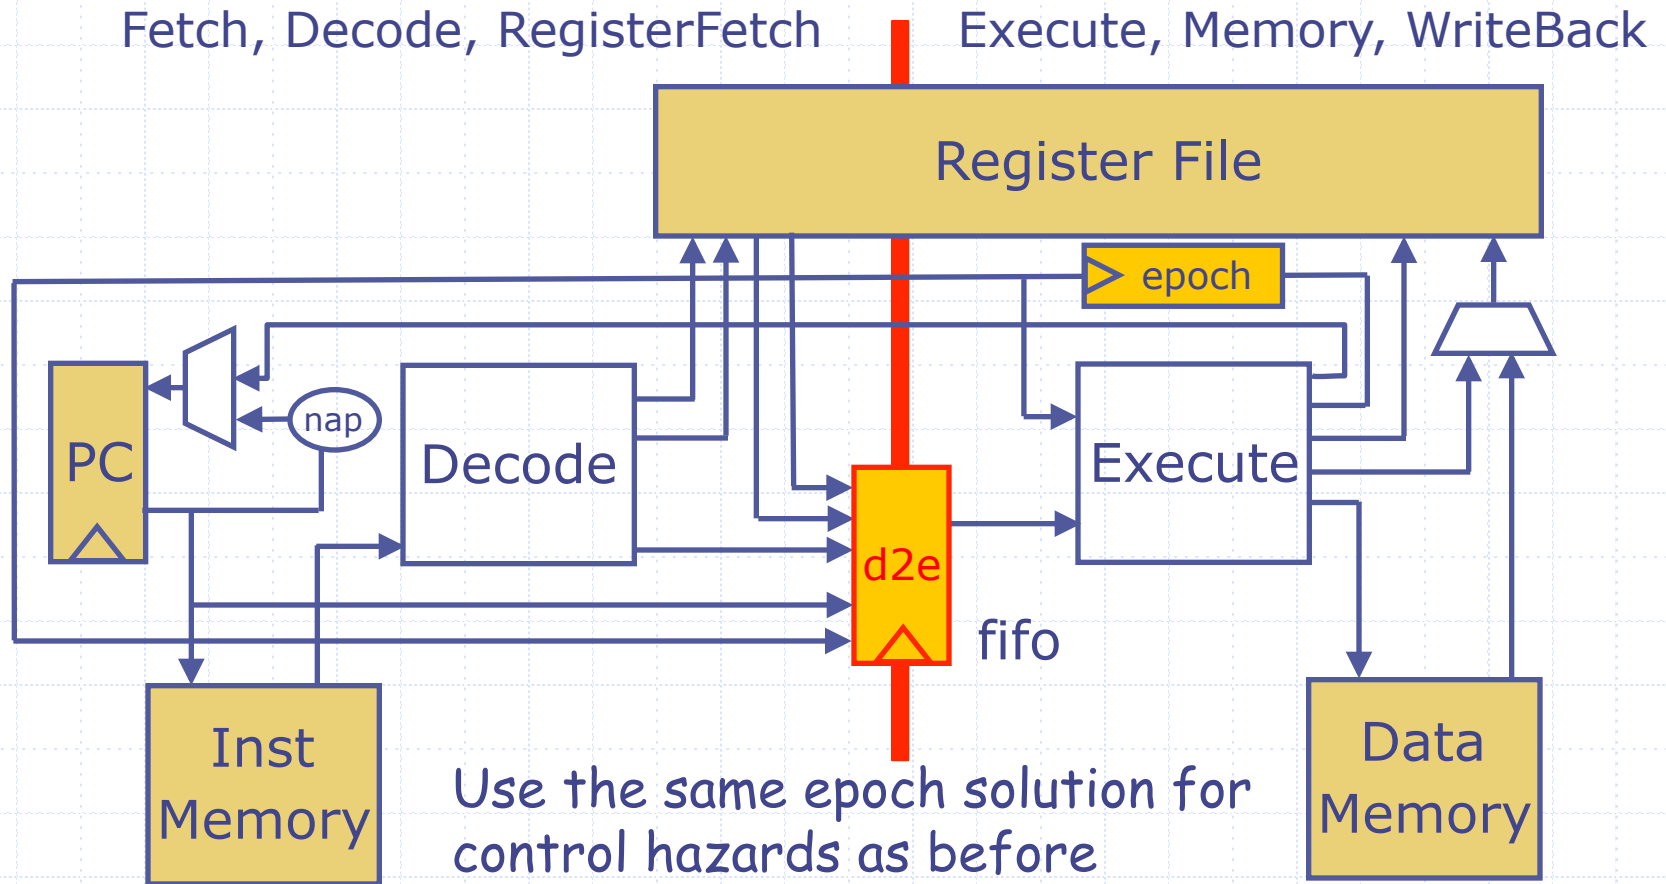 Fetch, Decode, RegisterFetch
Execute, Memory, WriteBack
Register File
epoch
nap
PC
Decode
Execute
d2e
fifo
Inst
Memory
Data
Memory
Use the same epoch solution for
control hazards as before